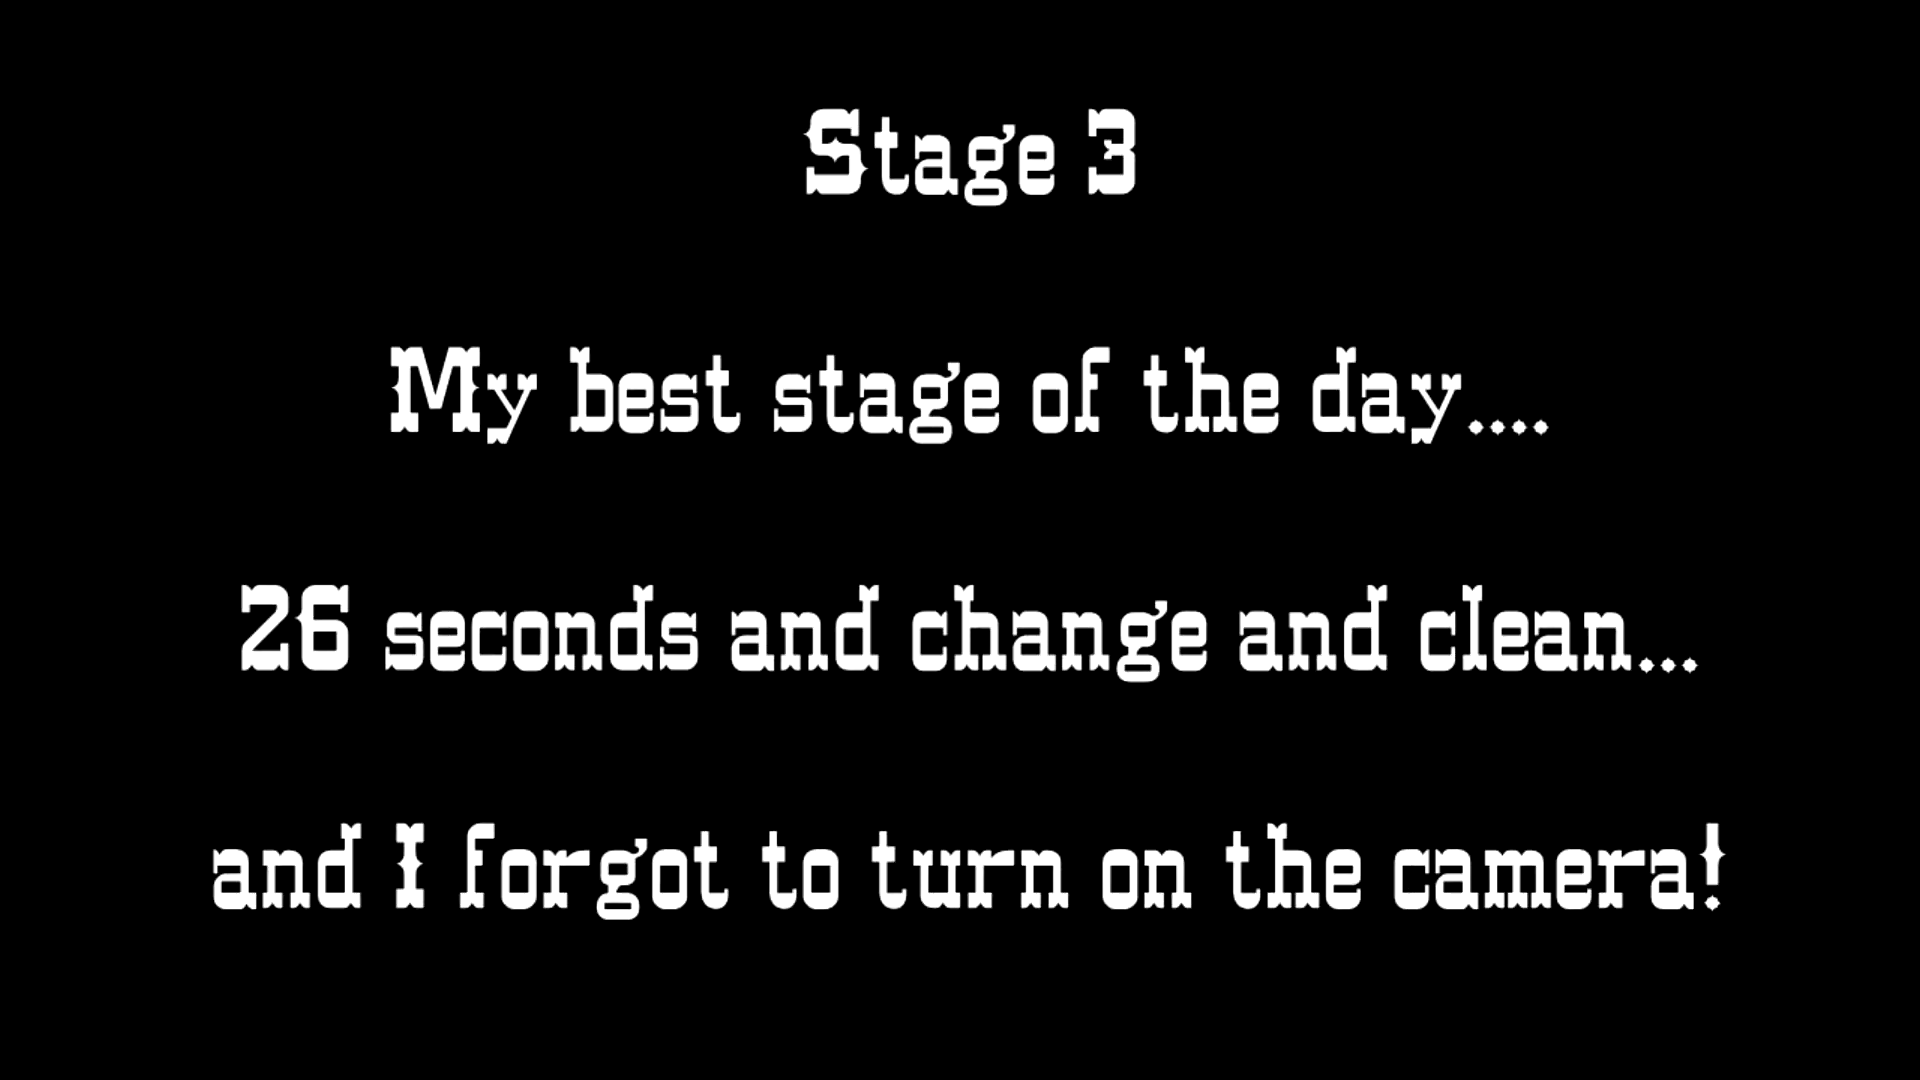 Stage 3
My best stage of the day....
26 seconds and change and clean...
and I forgot to turn on the camera!